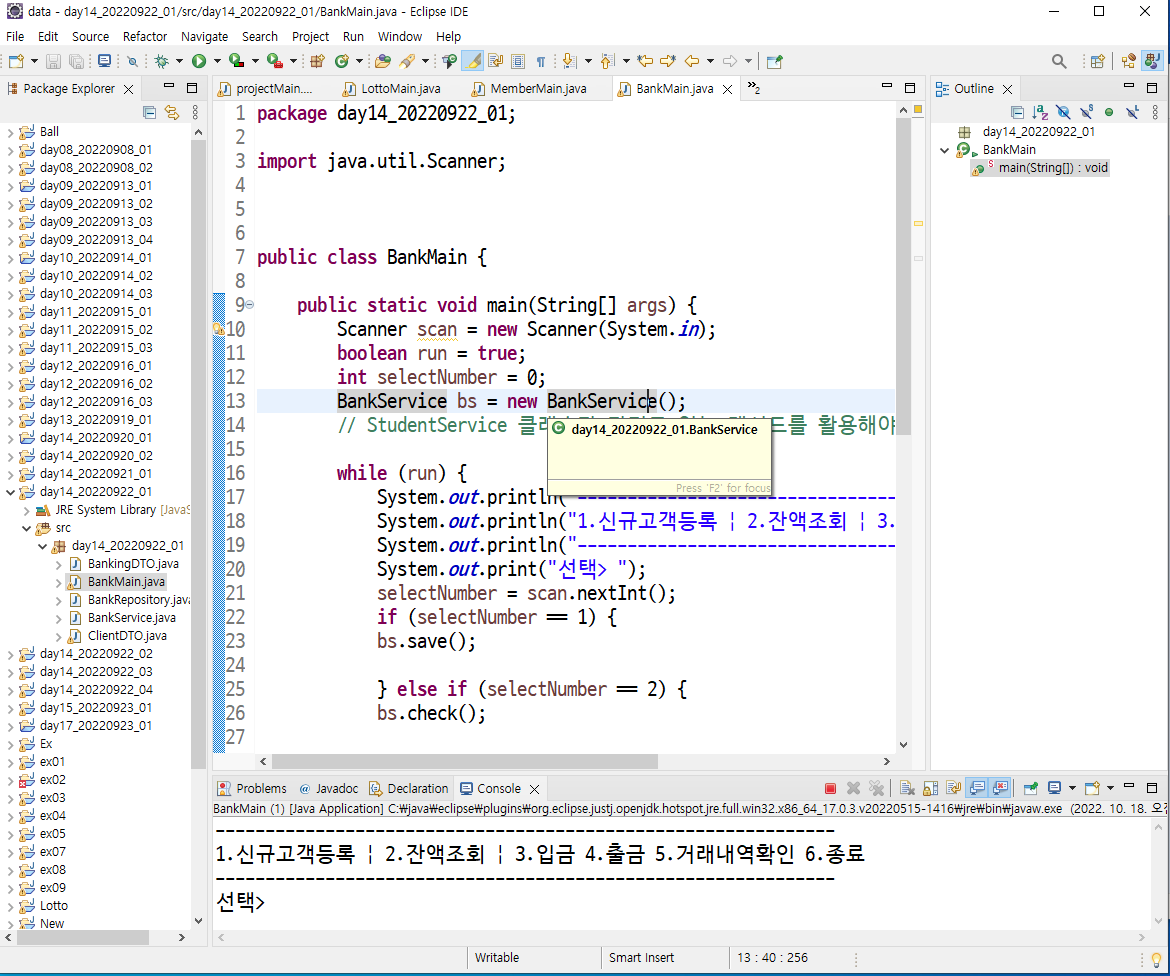 data - day14_20220922_01/src/day14_20220922_01/BankMain.java - Eclipse IDE
File Edit Source Refactor Navigate Search Project Run Window Help
Package Explorer
Ball
day08_20220908_01
day08_20220908_02
day09_20220913_01
day09_20220913_02
day09_20220913_03
day09_20220913_04
day10_20220914_01
day10_20220914_02
day10_20220914_03
day11_20220915_01
day11_20220915_02
day11_20220915_03
day12_20220916_01
day12_20220916_02
day12_20220916_03
day13_20220919_01
day14_20220920_01
day14_20220920_02
day14_20220921_01
day14_20220922_01
JRE System Library [JavaS
src
day14_20220922_01
BankingDTO.java
BankMain.java
BankRepository.java
BankService.java
ClientDTO.java
day14_20220922_02
day14_20220922_03
day14_20220922_04
day15_20220923_01
day17_20220923_01
Ex
ex01
ex02
ex03
ex04
ex05
ex07
ex08
ex09
Lotto
New
projectMain.... LottoMain.java MemberMain.java BankMain.java »2
1 package day14_20220922_01;
2
3 import java.util.Scanner;
4
5
6
7 public class BankMain {
8
9 public static void main(String[] args) {
10 Scanner scan = new Scanner(System.in);
11 boolean run = true;
12 int selectNumber = 0;
13 BankService bs = new BankService();
14 // StudentService 를 활용해야
day14_20220922_01.BankService
Press 'F2' for focus
15
16 while (run) {
17 System.out.println("----------------------------------
18 System.out.println("1.신규고객등록 | 2.잔액조회 | 3.
19 System.out.println("--------------------------------
20 System.out.print("선택> ");
21 selectNumber = scan.nextInt();
22 if (selectNumber == 1) {
23 bs.save();
24
25 } else if (selectNumber == 2) {
26 bs.check();
27
Outline
day14_20220922_01
BankMain
main(String[]) : void
Problems @ Javadoc Declaration Console
BankMain (1) [Java Application] C:₩java₩eclipse₩plugins₩org.eclipse.justj.openjdk.hotspot.jre.full.win32.x86_64_17.0.3.v20220515-1416₩jre₩bin₩javaw.exe (2022. 10. 18. 오
--------------------------------------------------------------
1.신규고객등록 | 2.잔액조회 | 3.입금 4.출금 5.거래내역확인 6.종료
--------------------------------------------------------------
선택>
Writable Smart Insert 13 : 40 : 256